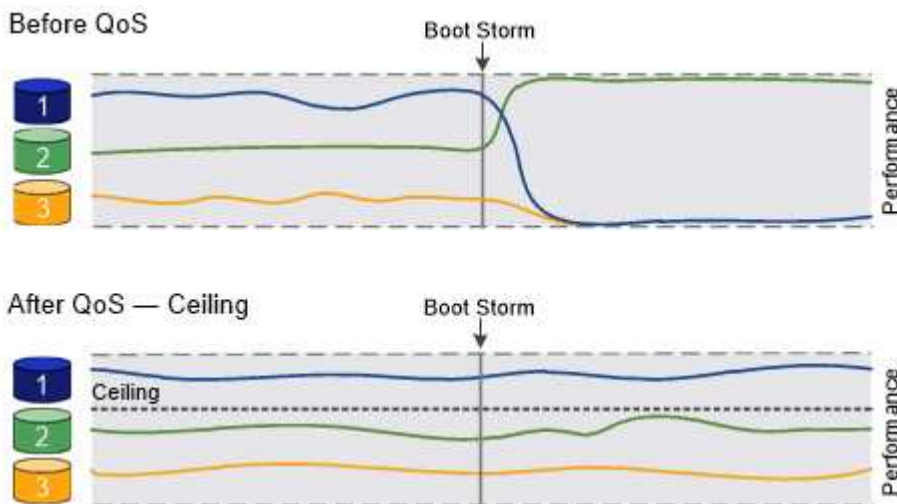 Before QoS
Boot Storm
1
2
3
Performance
After QoS — Ceiling
Boot Storm
1
Ceiling
2
3
Performance